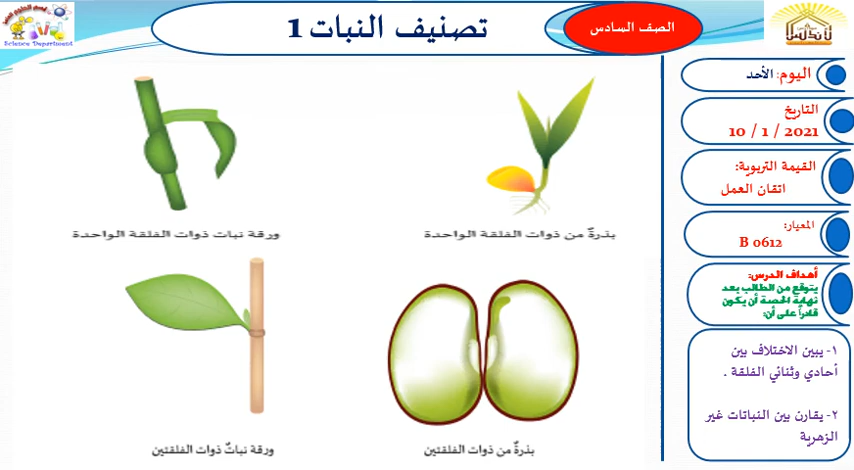 قسم العلوم
Science Department
تصنيف النبات 1
الصف السادس
الأندلس
اليوم: الأحد
التاريخ
10 / 1 / 2021
القيمة التربوية:
اتقان العمل
المعيار:
B 0612
أهداف الدرس:
يتوقع من الطالب بعد
نهاية الحصة أن يكون
قادراً على أن:
١- يبين الاختلاف بين
أحادي وثنائي الفلقة .
٢- يقارن بين النباتات غير
الزهرية
بذرةٌ من ذوات الفلقة الواحدة
ورقة نبات ذوات الفلقة الواحدة
بذرةٌ من ذوات الفلقتين
ورقة نباتٌ ذوات الفلقتين